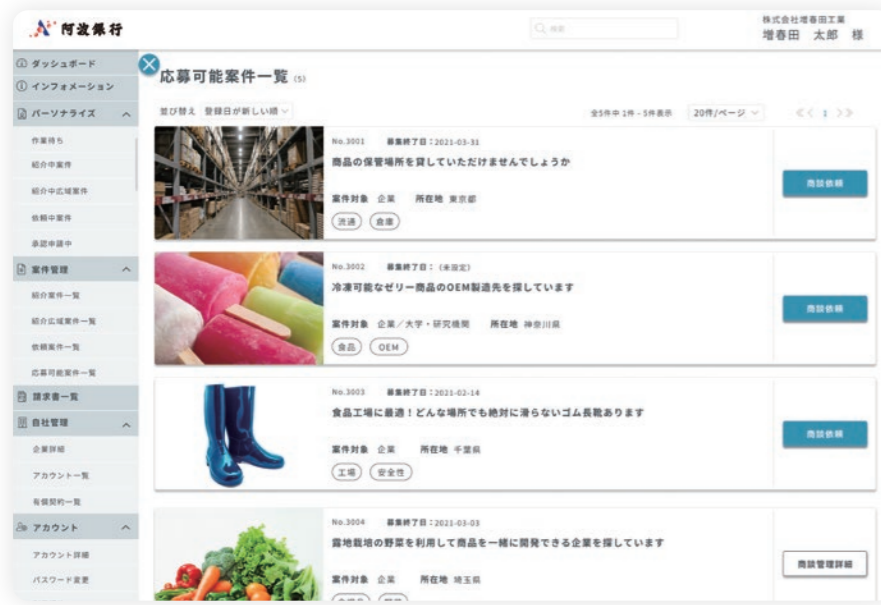 阿波銀行
検索
株式会社増春田工業
増春田 太郎 様
ダッシュボード
インフォメーション
パーソナライズ
作業待ち
紹介中案件
紹介中広域案件
依頼中案件
承認申請中
案件管理
紹介案件一覧
紹介広域案件一覧
依頼案件一覧
応募可能案件一覧
請求書一覧
自社管理
企業詳細
アカウント一覧
有償契約一覧
アカウント
アカウント詳細
パスワード変更
応募可能案件一覧 (5)
並び替え 登録日が新しい順
全5件中 1件 - 5件表示 20件/ページ << 1 >>
No.3001 募集終了日:2021-03-31
商品の保管場所を貸していただけませんでしょうか
案件対象 企業 所在地 東京都
流通 倉庫
商談依頼
No.3002 募集終了日: (未設定)
冷凍可能なゼリー商品のOEM製造先を探しています
案件対象 企業/大学・研究機関 所在地 神奈川県
食品 OEM
商談依頼
No.3003 募集終了日:2021-02-14
食品工場に最適!どんな場所でも絶対に滑らないゴム長靴あります
案件対象 企業 所在地 千葉県
工場 安全性
商談依頼
No.3004 募集終了日:2021-03-03
露地栽培の野菜を利用して商品を一緒に開発できる企業を探しています
案件対象 企業 所在地 埼玉県
商談管理詳細